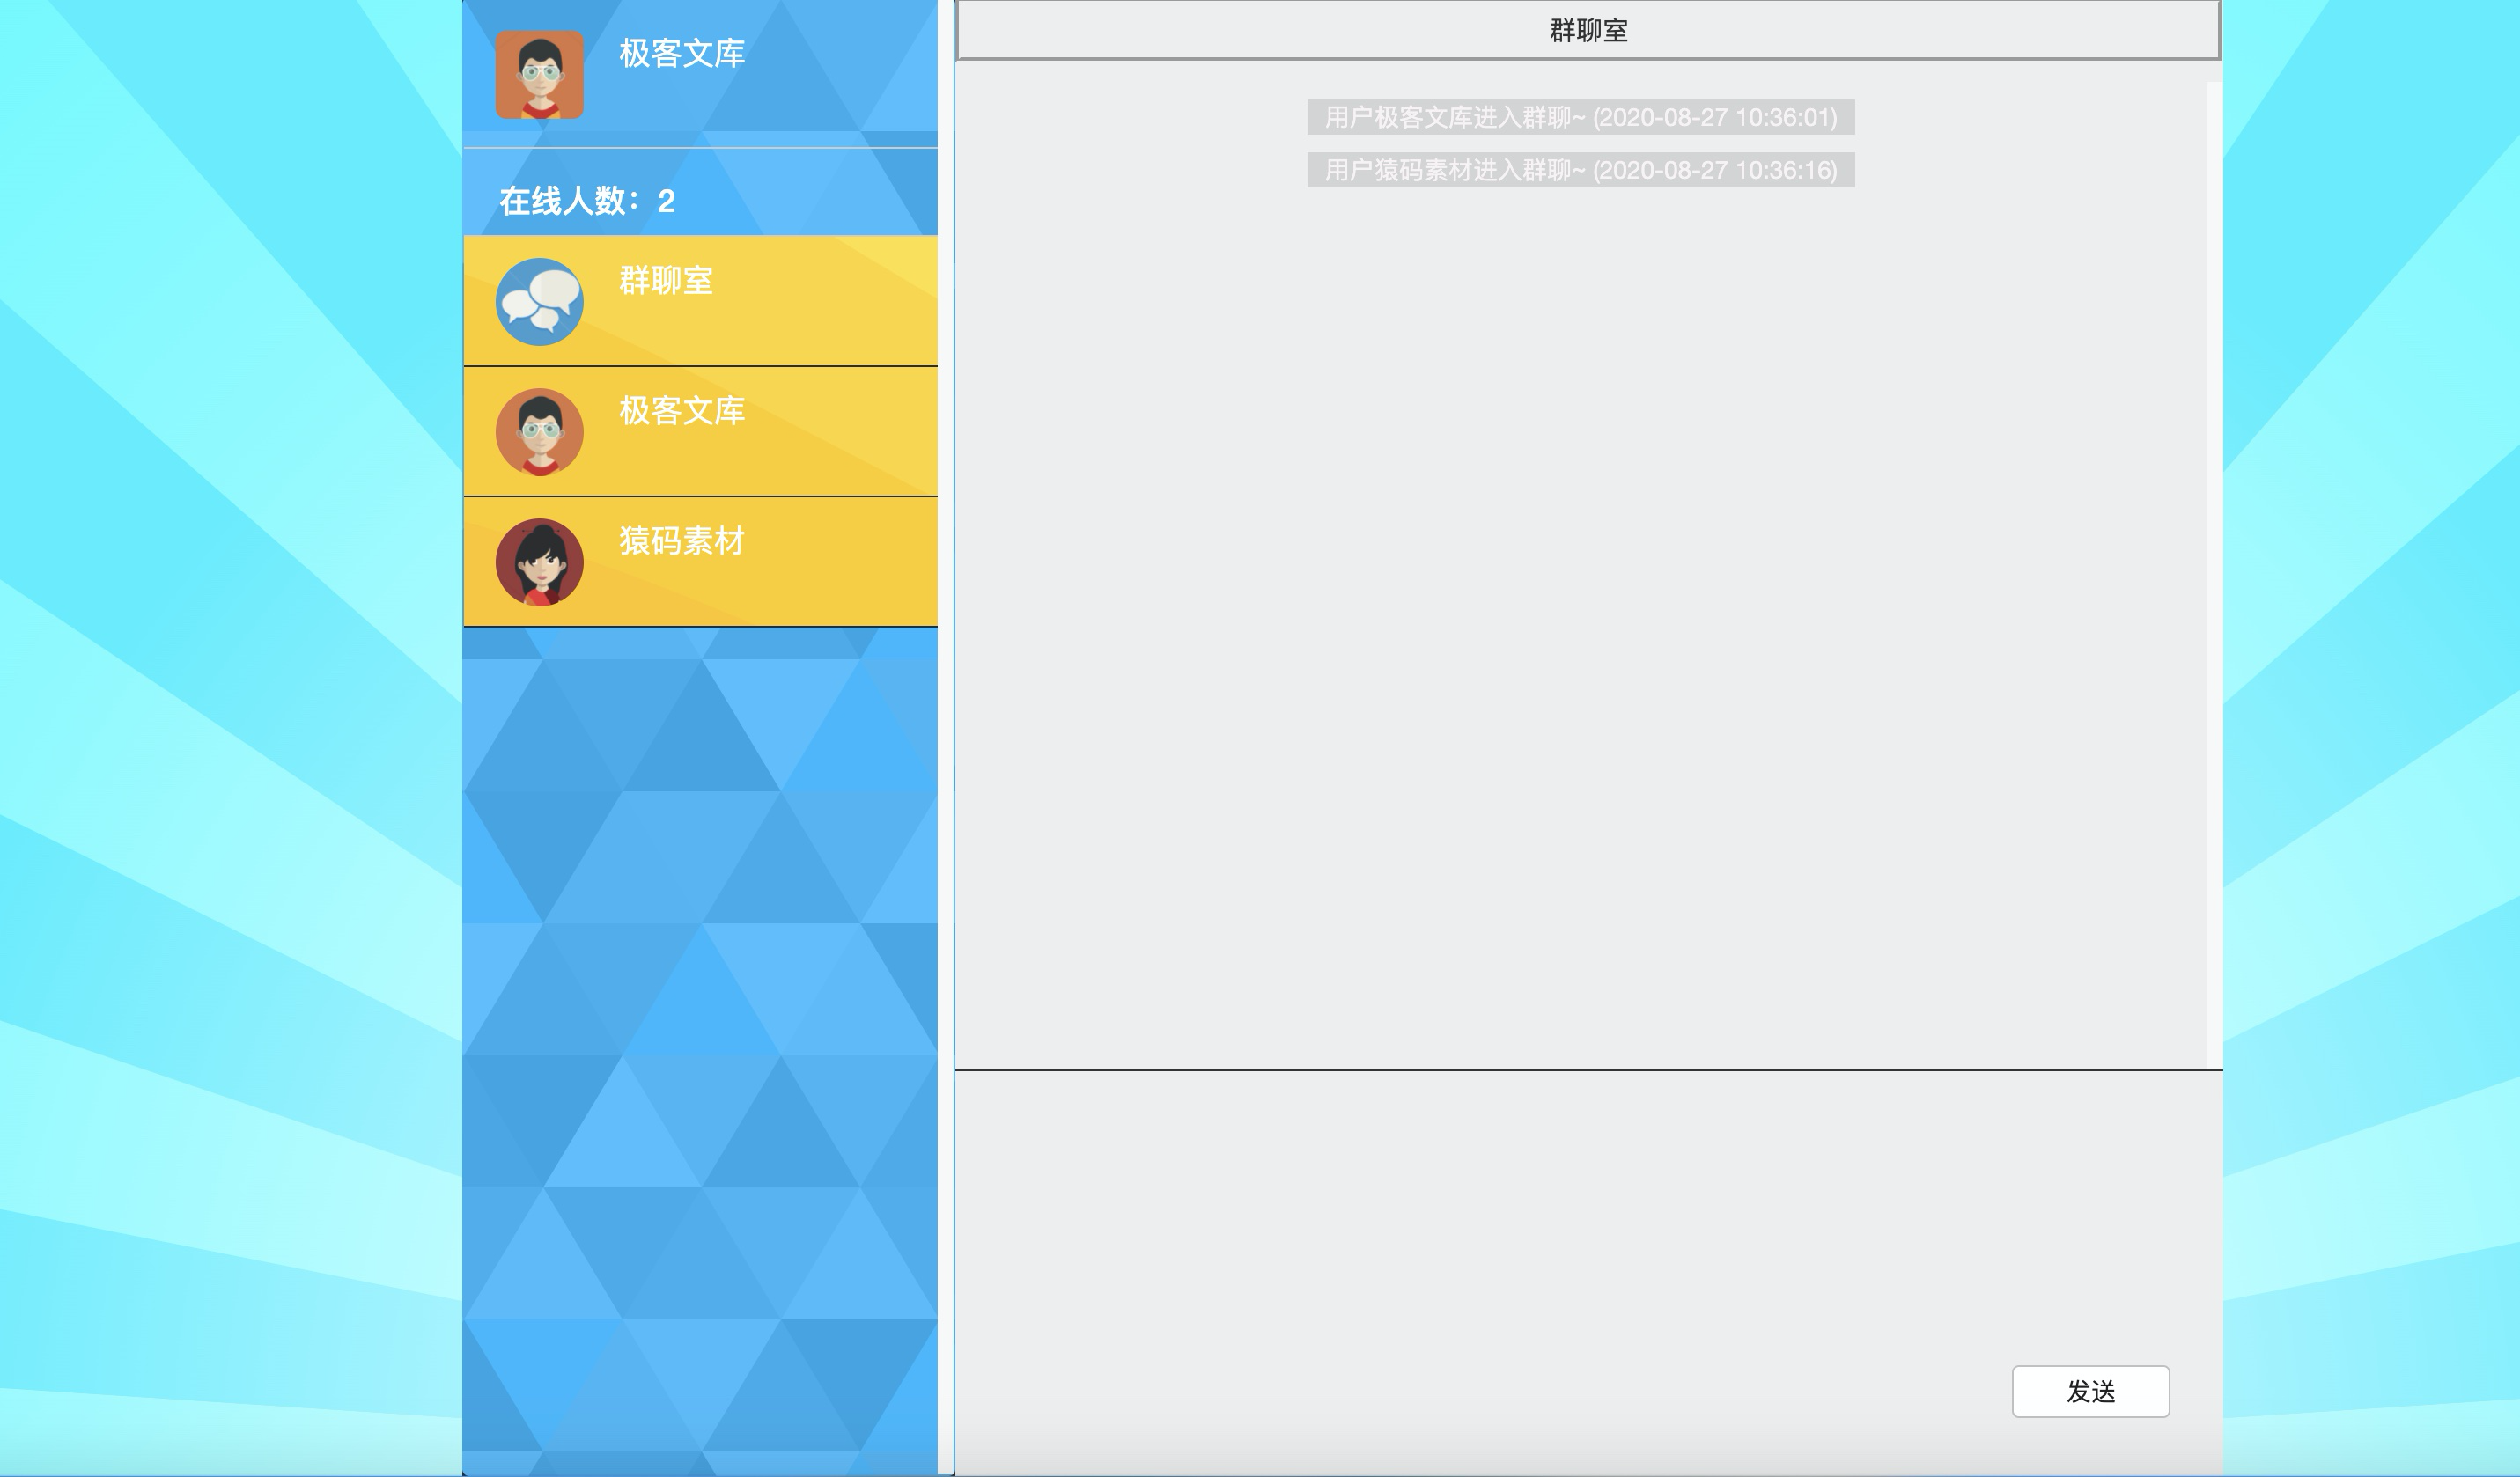 极客文库
在线人数：2
群聊室
极客文库
猿码素材
群聊室
用户极客文库进入群聊~ (2020-08-27 10:36:01)
用户猿码素材进入群聊~ (2020-08-27 10:36:16)
发送